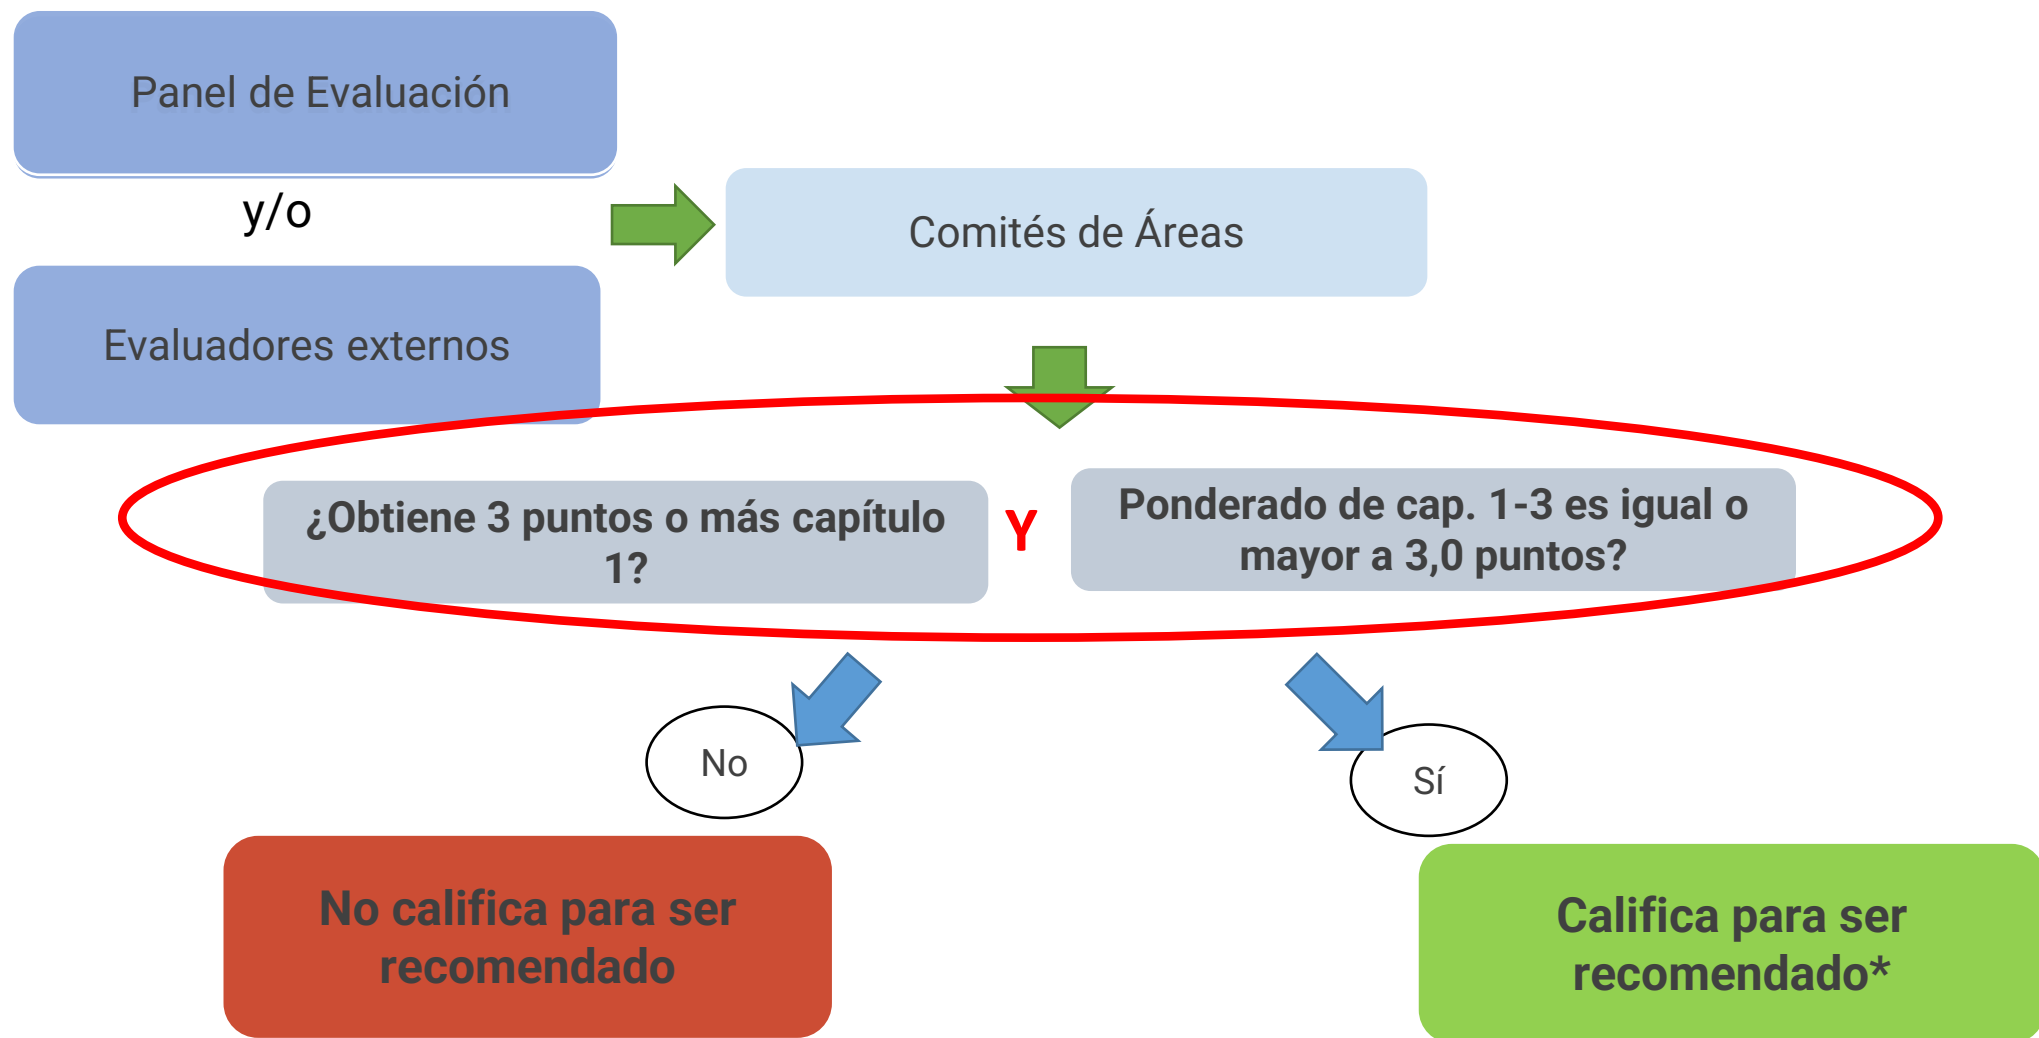 Panel de Evaluación
y/o
Evaluadores externos
Comités de Áreas
¿Obtiene 3 puntos o más capítulo
1?
Y
Ponderado de cap. 1-3 es igual o
mayor a 3,0 puntos?
No
Sí
No califica para ser
recomendado
Califica para ser
recomendado*